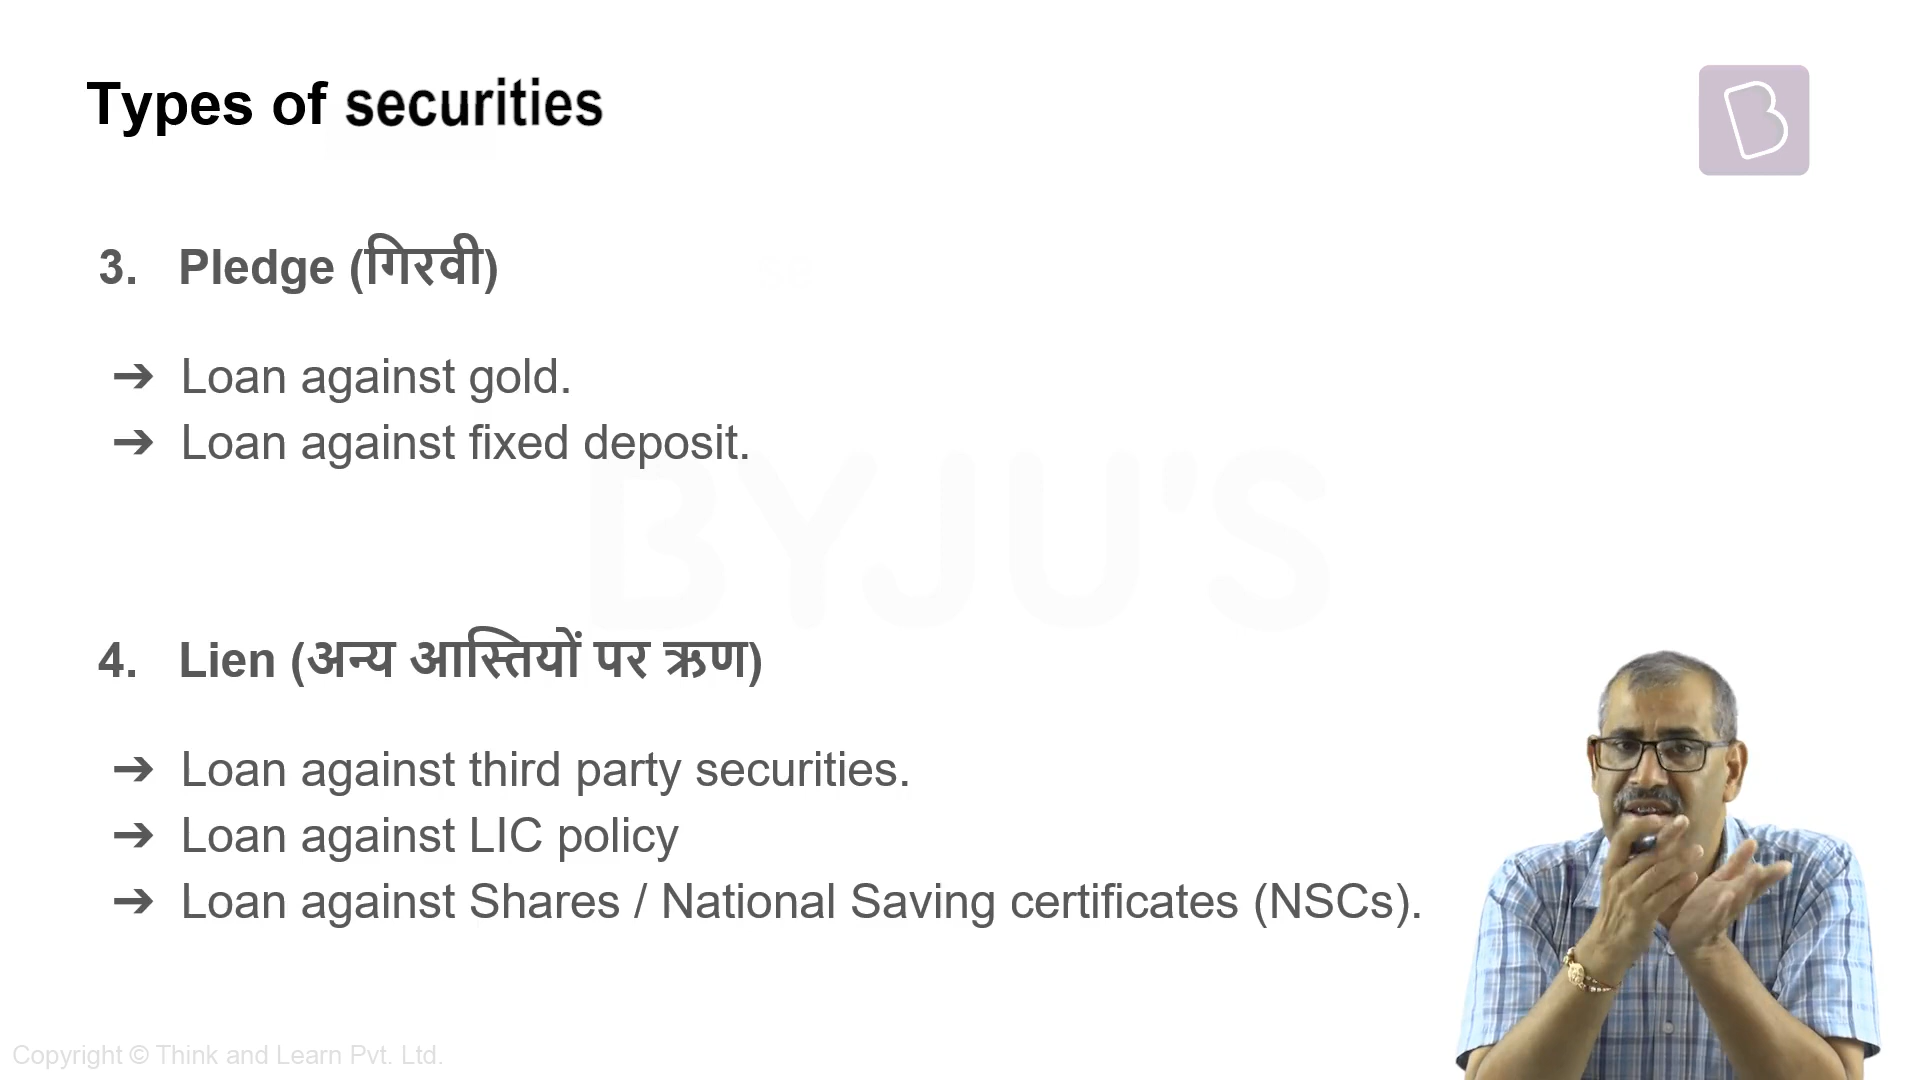 Types of securities
3. Pledge (गिरवी)
➔ Loan against gold.
➔ Loan against fixed deposit.
BYJU'S
4. Lien (अन्य आस्तियों पर ऋण)
➔ Loan against third party securities.
➔ Loan against LIC policy
➔ Loan against Shares / National Saving certificates (NSCs).
Copyright © Think and Learn Pvt. Ltd.